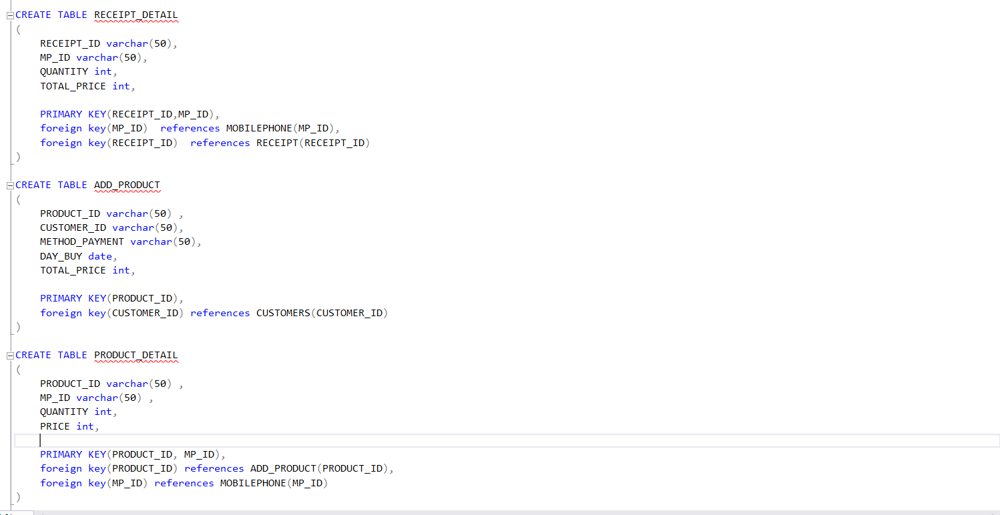 CREATE TABLE RECEIPT_DETAIL
(
RECEIPT_ID varchar(50),
MP_ID varchar(50),
QUANTITY int,
TOTAL_PRICE int,
PRIMARY KEY(RECEIPT_ID,MP_ID),
foreign key(MP_ID)  references MOBILEPHONE(MP_ID),
foreign key(RECEIPT_ID)  references RECEIPT(RECEIPT_ID)
)
CREATE TABLE ADD_PRODUCT
(
PRODUCT_ID varchar(50) ,
CUSTOMER_ID varchar(50),
METHOD_PAYMENT varchar(50),
DAY_BUY date,
TOTAL_PRICE int,
PRIMARY KEY(PRODUCT_ID),
foreign key(CUSTOMER_ID) references CUSTOMERS(CUSTOMER_ID)
)
CREATE TABLE PRODUCT_DETAIL
(
PRODUCT_ID varchar(50) ,
MP_ID varchar(50) ,
QUANTITY int,
PRICE int,
PRIMARY KEY(PRODUCT_ID, MP_ID),
foreign key(PRODUCT_ID) references ADD_PRODUCT(PRODUCT_ID),
foreign key(MP_ID) references MOBILEPHONE(MP_ID)
)